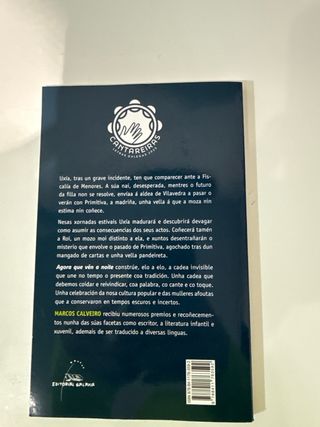 CANTAREIRAS
Uxía, tras un grave incidente, ten que comparecer ante a Fis-
calía de Menores. A súa nai, desesperada, mentres o futuro
da filla non se resolve, envíaa á aldea de Vilavedra a pasar o
verán con Primitiva, a madriña, unha vella á que a moza nin
estima nin coñece.
Nesas xornadas estivais Uxía madurará e descubrirá devagar
como asumir as consecuencias dos seus actos. Coñecerá tamén
a Roi, un mozo moi distinto a ela, e xuntos desentrañarán o
misterio que envolve o pasado de Primitiva, agochado tras dun
mangado de cartas e unha vella pandeireta.
Agora que vén a noite constrúe, elo a elo, a cadea invisible
que une no tempo o presente coa tradición. Unha cadea que
debemos coidar e reivindicar, coa palabra, co cante e co toque.
Unha celebración da nosa cultura popular e das mulleres afoutas
que a conservaron en tempos escuros e incertos.
MARCOS CALVEIRO recibiu numerosos premios e recoñecemen-
tos nunha das súas facetas como escritor, a literatura infantil e
xuvenil, ademais de ser traducido a diversas linguas.
EDITORIAL GALAXIA